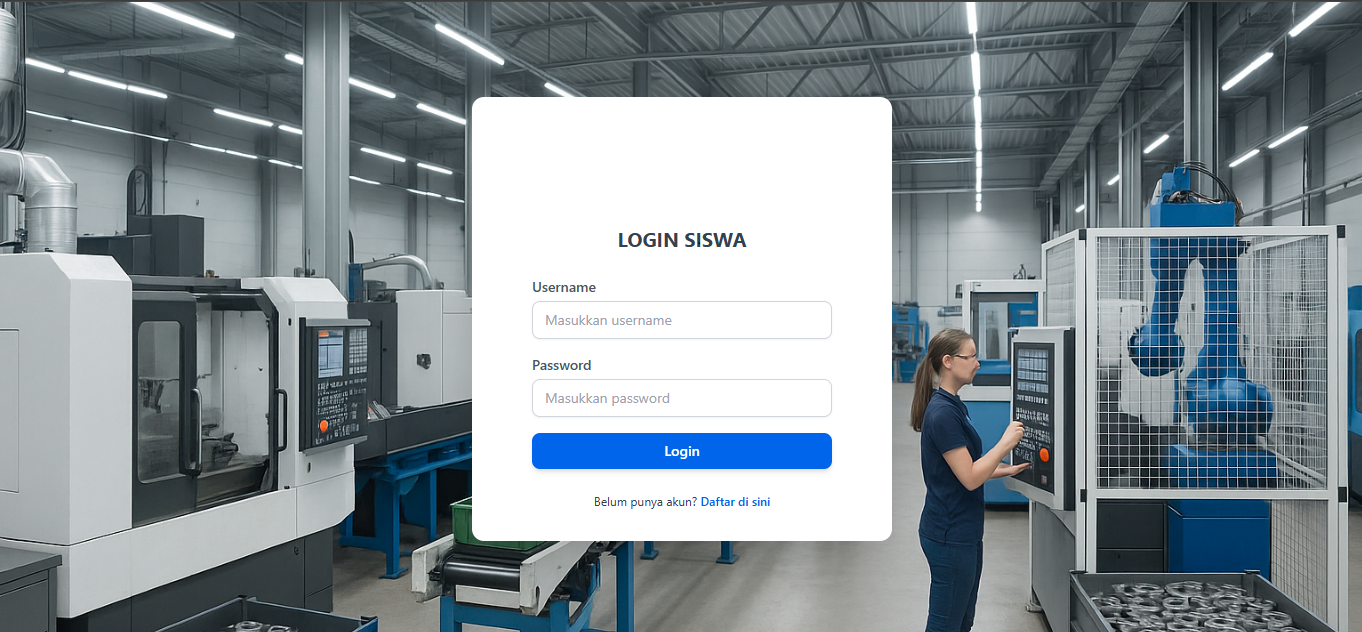 LOGIN SISWA
Username
Masukkan username
Password
Masukkan password
Login
Belum punya akun? Daftar di sini